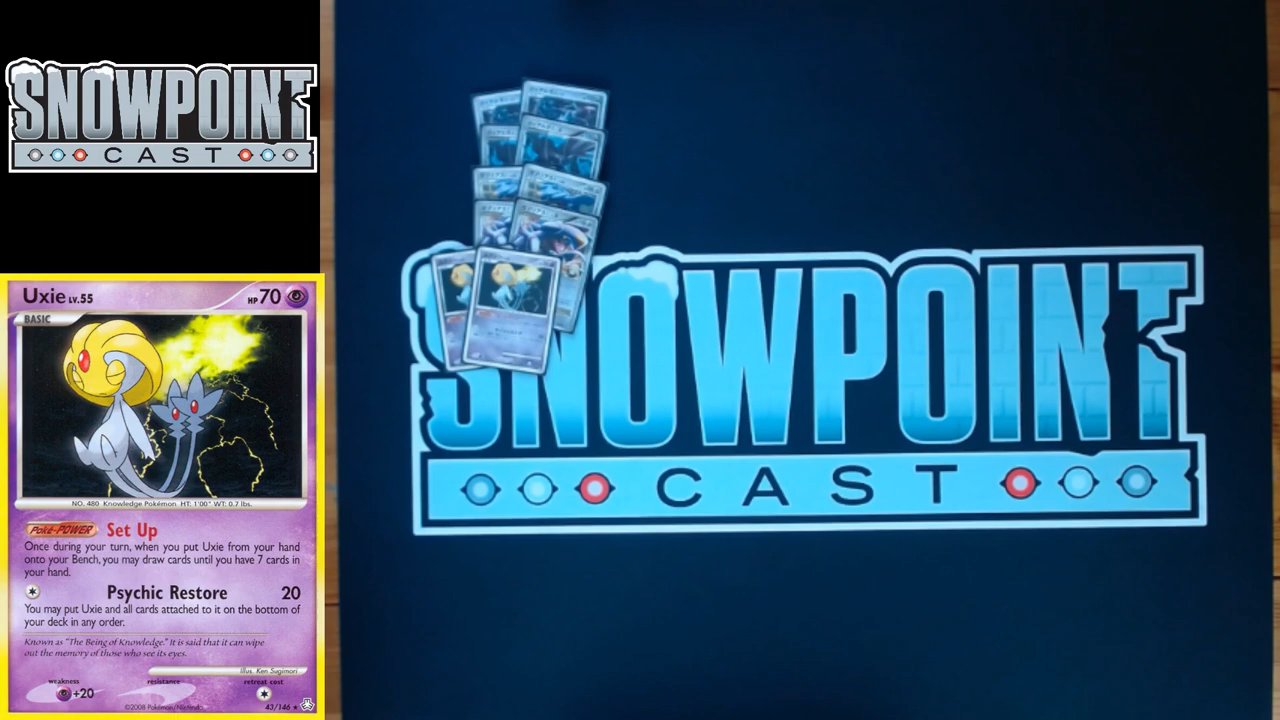 SNOWPOINT
CAST
Uxie LV.55
HP 70
BASIC
NO. 480 Knowledge Pokémon HT: 1'00" WT: 0.7 lbs.
Poké-POWER Set Up
Once during your turn, when you put Uxie from your hand
onto your Bench, you may draw cards until you have 7 cards in
your hand.
Psychic Restore 20
You may put Uxie and all cards attached to it on the bottom of
your deck in any order.
Known as "The Being of Knowledge." It is said that it can wipe
out the memory of those who see its eyes.
Illus. Ken Sugimori
weakness
resistance
retreat cost
+20
©2008 Pokémon/Nintendo
43/146 ★
SNOWPOINT
CAST